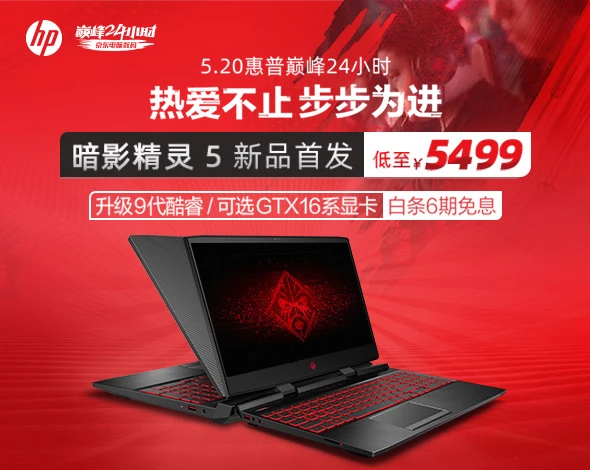 hp 巅峰24小时
京东电脑数码
5.20惠普巅峰24小时
热爱不止 步步为进
暗影精灵 5 新品首发 低至¥5499
升级9代酷睿/可选GTX16系显卡 白条6期免息